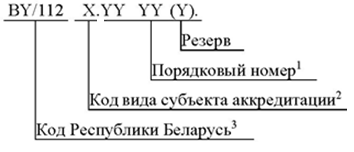 BY/112 X.YY YY (Y).
Резерв
Порядковый номер¹
Код вида субъекта аккредитации²
Код Республики Беларусь³